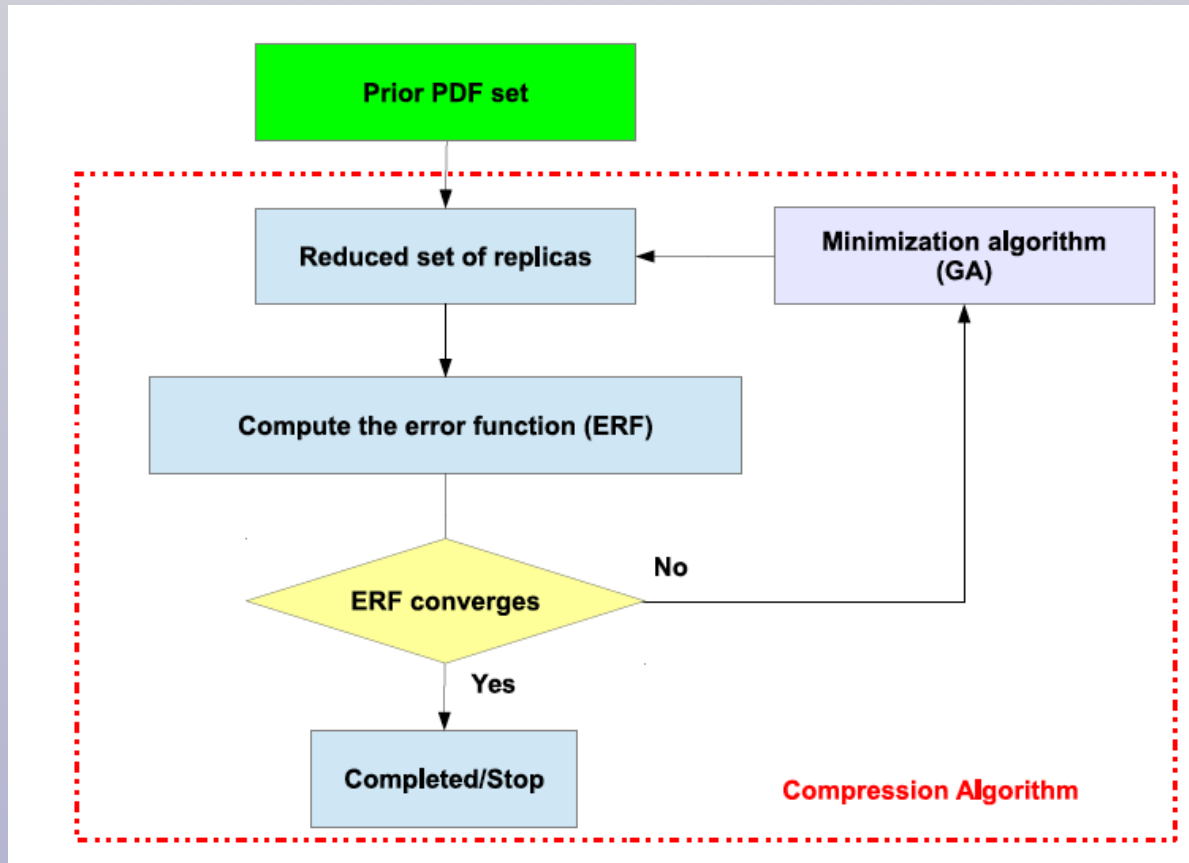 Prior PDF set
Reduced set of replicas
Minimization algorithm
(GA)
Compute the error function (ERF)
No
ERF converges
Yes
Completed/Stop
Compression Algorithm